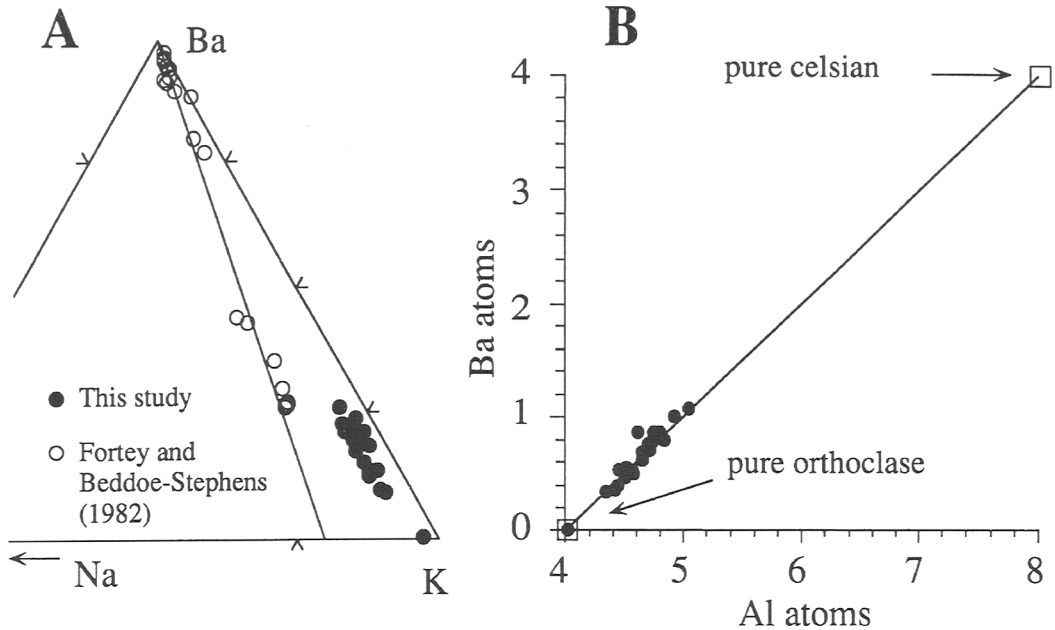 A
Ba
This study
Fortey and
Beddoe-Stephens
(1982)
Na
K
B
pure celsian
pure orthoclase
Ba atoms
4
3
2
1
0
4
5
6
7
8
Al atoms